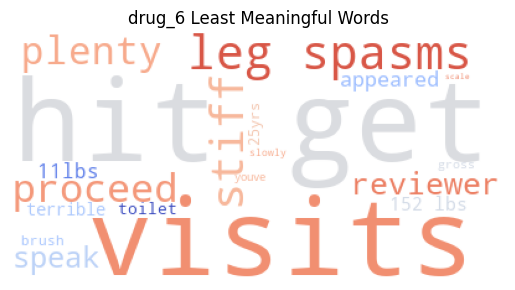 drug_6 Least Meaningful Words
plenty leg spasms
appeared scale
hit get
stiff 25yrs
slowly
gross
11lbs youve
proceed reviewer
152 lbs
terrible toilet
visits
brush
speak